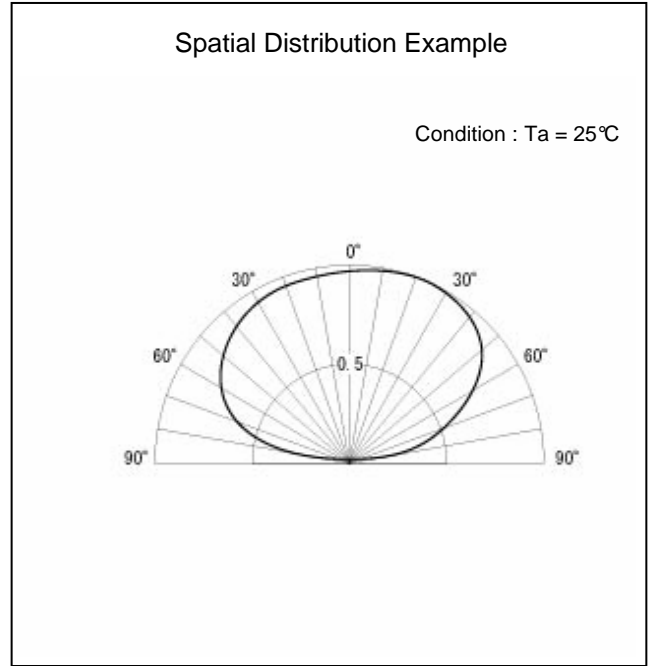 Spatial Distribution Example
Condition : Ta = 25℃
0°
30° 30°
60° 60°
0. 5
90° 90°